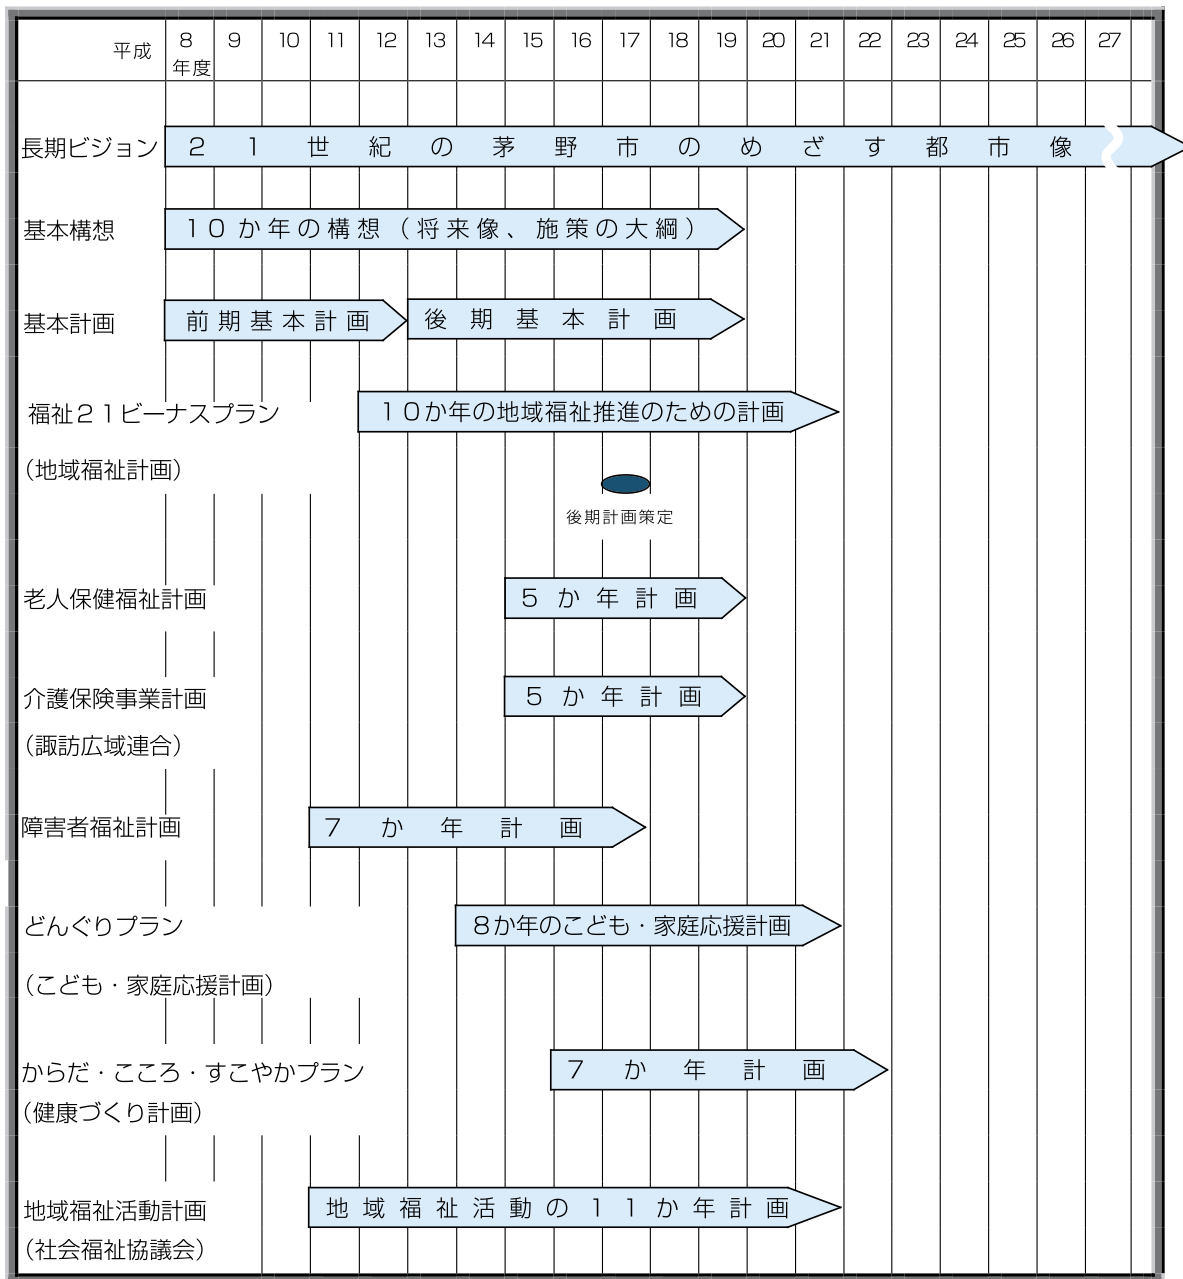 平成 8 9 10 11 12 13 14 15 16 17 18 19 20 21 22 23 24 25 26 27
年度
長期ビジョン 21世紀の茅野市のめざす都市像
基本構想 10か年の構想（将来像、施策の大綱）
基本計画 前期基本計画 後期基本計画
福祉21ビーナスプラン 10か年の地域福祉推進のための計画
（地域福祉計画）
後期計画策定
老人保健福祉計画 5か年計画
介護保険事業計画 5か年計画
（諏訪広域連合）
障害者福祉計画 7か年計画
どんぐりプラン 8か年のこども・家庭応援計画
（こども・家庭応援計画）
からだ・こころ・すこやかプラン 7か年計画
（健康づくり計画）
地域福祉活動計画 地域福祉活動の11か年計画
（社会福祉協議会）